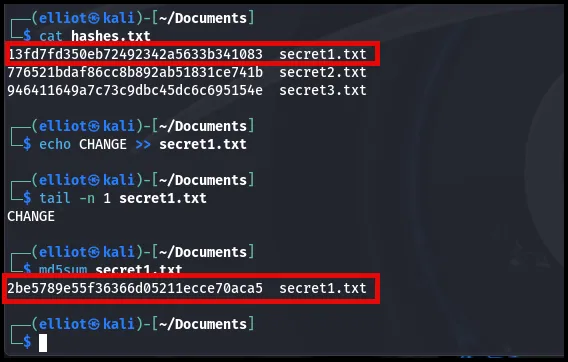 ┌──(elliot㉿kali)-[~/Documents]
└─$ cat hashes.txt
13fd7fd350eb72492342a5633b341083  secret1.txt
776521bdaf86cc8b892ab51831ce741b  secret2.txt
946411649a7c73c9dbc45dc6c695154e  secret3.txt
┌──(elliot㉿kali)-[~/Documents]
└─$ echo CHANGE >> secret1.txt
┌──(elliot㉿kali)-[~/Documents]
└─$ tail -n 1 secret1.txt
CHANGE
┌──(elliot㉿kali)-[~/Documents]
└─$ md5sum secret1.txt
2be5789e55f36366d05211ecce70aca5  secret1.txt
┌──(elliot㉿kali)-[~/Documents]
└─$